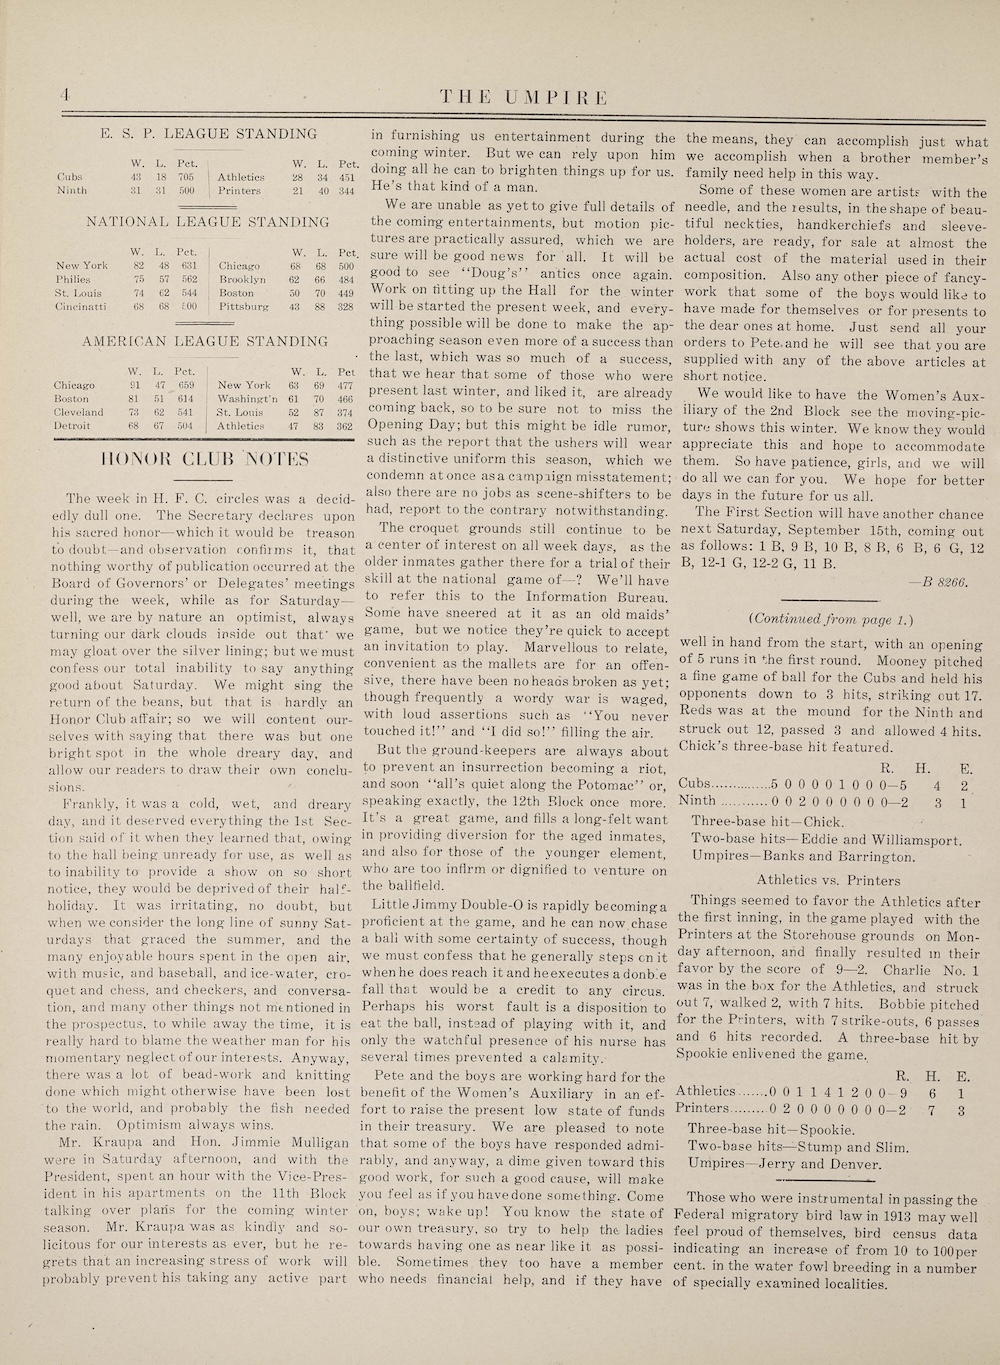 4
THE UMPIRE
E. S. P. LEAGUE STANDING
W. L. Pct. W. L. Pct.
Cubs 43 18 705 Athletics 28 34 451
Ninth 31 31 500 Printers 21 40 344
NATIONAL LEAGUE STANDING
W. L. Pct. W. L. Pct.
New York 82 48 631 Chicago 68 68 500
Philies 75 57 562 Brooklyn 62 66 484
St. Louis 74 62 544 Boston 50 70 449
Cincinatti 68 68 500 Pittsburg 43 88 328
AMERICAN LEAGUE STANDING
W. L. Pct. W. L. Pct
Chicago 91 47 659 New York 63 69 477
Boston 81 51 614 Washingt'n 61 70 466
Cleveland 73 62 541 St. Louis 52 87 374
Detroit 68 67 504 Athletics 47 83 362
HONOR CLUB NOTES
The week in H. F. C. circles was a decid-
edly dull one. The Secretary declares upon
his sacred honor—which it would be treason
to doubt—and observation confirms it, that
nothing worthy of publication occurred at the
Board of Governors' or Delegates' meetings
during the week, while as for Saturday—
well, we are by nature an optimist, always
turning our dark clouds inside out that we
may gloat over the silver lining; but we must
confess our total inability to say anything
good about Saturday. We might sing the
return of the beans, but that is hardly an
Honor Club affair; so we will content our-
selves with saying that there was but one
bright spot in the whole dreary day, and
allow our readers to draw their own conclu-
sions.
Frankly, it was a cold, wet, and dreary
day, and it deserved everything the 1st Sec-
tion said of it when they learned that, owing
to the hall being unready for use, as well as
to inability to provide a show on so short
notice, they would be deprived of their half-
holiday. It was irritating, no doubt, but
when we consider the long line of sunny Sat-
urdays that graced the summer, and the
many enjoyable hours spent in the open air,
with music, and baseball, and ice-water, cro-
quet and chess, and checkers, and conversa-
tion, and many other things not mentioned in
the prospectus, to while away the time, it is
really hard to blame the weather man for his
momentary neglect of our interests. Anyway,
there was a lot of bead-work and knitting
done which might otherwise have been lost
to the world, and probably the fish needed
the rain. Optimism always wins.
Mr. Kraupa and Hon. Jimmie Mulligan
were in Saturday afternoon, and with the
President, spent an hour with the Vice-Pres-
ident in his apartments on the 11th Block
talking over plans for the coming winter
season. Mr. Kraupa was as kindly and so-
licitous for our interests as ever, but he re-
grets that an increasing stress of work will
probably prevent his taking any active part
in furnishing us entertainment during the
coming winter. But we can rely upon him
doing all he can to brighten things up for us.
He's that kind of a man.
We are unable as yet to give full details of
the coming entertainments, but motion pic-
tures are practically assured, which we are
sure will be good news for all. It will be
good to see "Doug's" antics once again.
Work on fitting up the Hall for the winter
will be started the present week, and every-
thing possible will be done to make the ap-
proaching season even more of a success than
the last, which was so much of a success,
that we hear that some of those who were
present last winter, and liked it, are already
coming back, so to be sure not to miss the
Opening Day; but this might be idle rumor,
such as the report that the ushers will wear
a distinctive uniform this season, which we
condemn at once as a campaign misstatement;
also there are no jobs as scene-shifters to be
had, report to the contrary notwithstanding.
The croquet grounds still continue to be
a center of interest on all week days, as the
older inmates gather there for a trial of their
skill at the national game of—? We'll have
to refer this to the Information Bureau.
Some have sneered at it as an old maids'
game, but we notice they're quick to accept
an invitation to play. Marvellous to relate,
convenient as the mallets are for an offen-
sive, there have been no heads broken as yet;
though frequently a wordy war is waged,
with loud assertions such as "You never
touched it!" and "I did so!" filling the air.
But the ground-keepers are always about
to prevent an insurrection becoming a riot,
and soon "all's quiet along the Potomac" or,
speaking exactly, the 12th Block once more.
It's a great game, and fills a long-felt want
in providing diversion for the aged inmates,
and also for those of the younger element,
who are too infirm or dignified to venture on
the ballfield.
Little Jimmy Double-O is rapidly becoming a
proficient at the game, and he can now chase
a ball with some certainty of success, though
we must confess that he generally steps on it
when he does reach it and he executes a donble
fall that would be a credit to any circus.
Perhaps his worst fault is a disposition to
eat the ball, instead of playing with it, and
only the watchful presence of his nurse has
several times prevented a calamity.
Pete and the boys are working hard for the
benefit of the Women's Auxiliary in an ef-
fort to raise the present low state of funds
in their treasury. We are pleased to note
that some of the boys have responded admi-
rably, and anyway, a dime given toward this
good work, for such a good cause, will make
you feel as if you have done something. Come
on, boys; wake up! You know the state of
our own treasury, so try to help the ladies
towards having one as near like it as possi-
ble. Sometimes they too have a member
who needs financial help, and if they have
the means, they can accomplish just what
we accomplish when a brother member's
family need help in this way.
Some of these women are artists with the
needle, and the results, in the shape of beau-
tiful neckties, handkerchiefs and sleeve-
holders, are ready, for sale at almost the
actual cost of the material used in their
composition. Also any other piece of fancy-
work that some of the boys would like to
have made for themselves or for presents to
the dear ones at home. Just send all your
orders to Pete, and he will see that you are
supplied with any of the above articles at
short notice.
We would like to have the Women's Aux-
iliary of the 2nd Block see the moving-pic-
ture shows this winter. We know they would
appreciate this and hope to accommodate
them. So have patience, girls, and we will
do all we can for you. We hope for better
days in the future for us all.
The First Section will have another chance
next Saturday, September 15th, coming out
as follows: 1 B, 9 B, 10 B, 8 B, 6 B, 6 G, 12
B, 12-1 G, 12-2 G, 11 B.
—B 8266.
(Continued from page 1.)
well in hand from the start, with an opening
of 5 runs in the first round. Mooney pitched
a fine game of ball for the Cubs and held his
opponents down to 3 hits, striking out 17.
Reds was at the mound for the Ninth and
struck out 12, passed 3 and allowed 4 hits.
Chick's three-base hit featured.
R. H. E.
Cubs...............5 0 0 0 0 1 0 0 0—5 4 2
Ninth ...........0 0 2 0 0 0 0 0 0—2 3 1
Three-base hit—Chick.
Two-base hits—Eddie and Williamsport.
Umpires—Banks and Barrington.
Athletics vs. Printers
Things seemed to favor the Athletics after
the first inning, in the game played with the
Printers at the Storehouse grounds on Mon-
day afternoon, and finally resulted in their
favor by the score of 9—2. Charlie No. 1
was in the box for the Athletics, and struck
out 7, walked 2, with 7 hits. Bobbie pitched
for the Printers, with 7 strike-outs, 6 passes
and 6 hits recorded. A three-base hit by
Spookie enlivened the game.
R. H. E.
Athletics.......0 0 1 1 4 1 2 0 0—9 6 1
Printers.........0 2 0 0 0 0 0 0 0—2 7 3
Three-base hit—Spookie.
Two-base hits—Stump and Slim.
Umpires—Jerry and Denver.
Those who were instrumental in passing the
Federal migratory bird law in 1913 may well
feel proud of themselves, bird census data
indicating an increase of from 10 to 100 per
cent. in the water fowl breeding in a number
of specially examined localities.